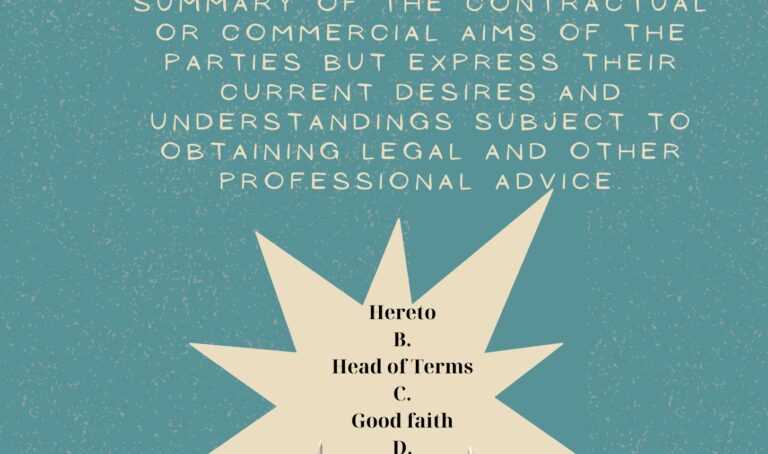 SUMMARY OF THE CONTRACTUAL
OR COMMERCIAL AIMS OF THE
PARTIES BUT EXPRESS THEIR
CURRENT DESIRES AND
UNDERSTANDINGS SUBJECT TO
OBTAINING LEGAL AND OTHER
PROFESSIONAL ADVICE.
Hereto
B.
Head of Terms
C.
Good faith
D.